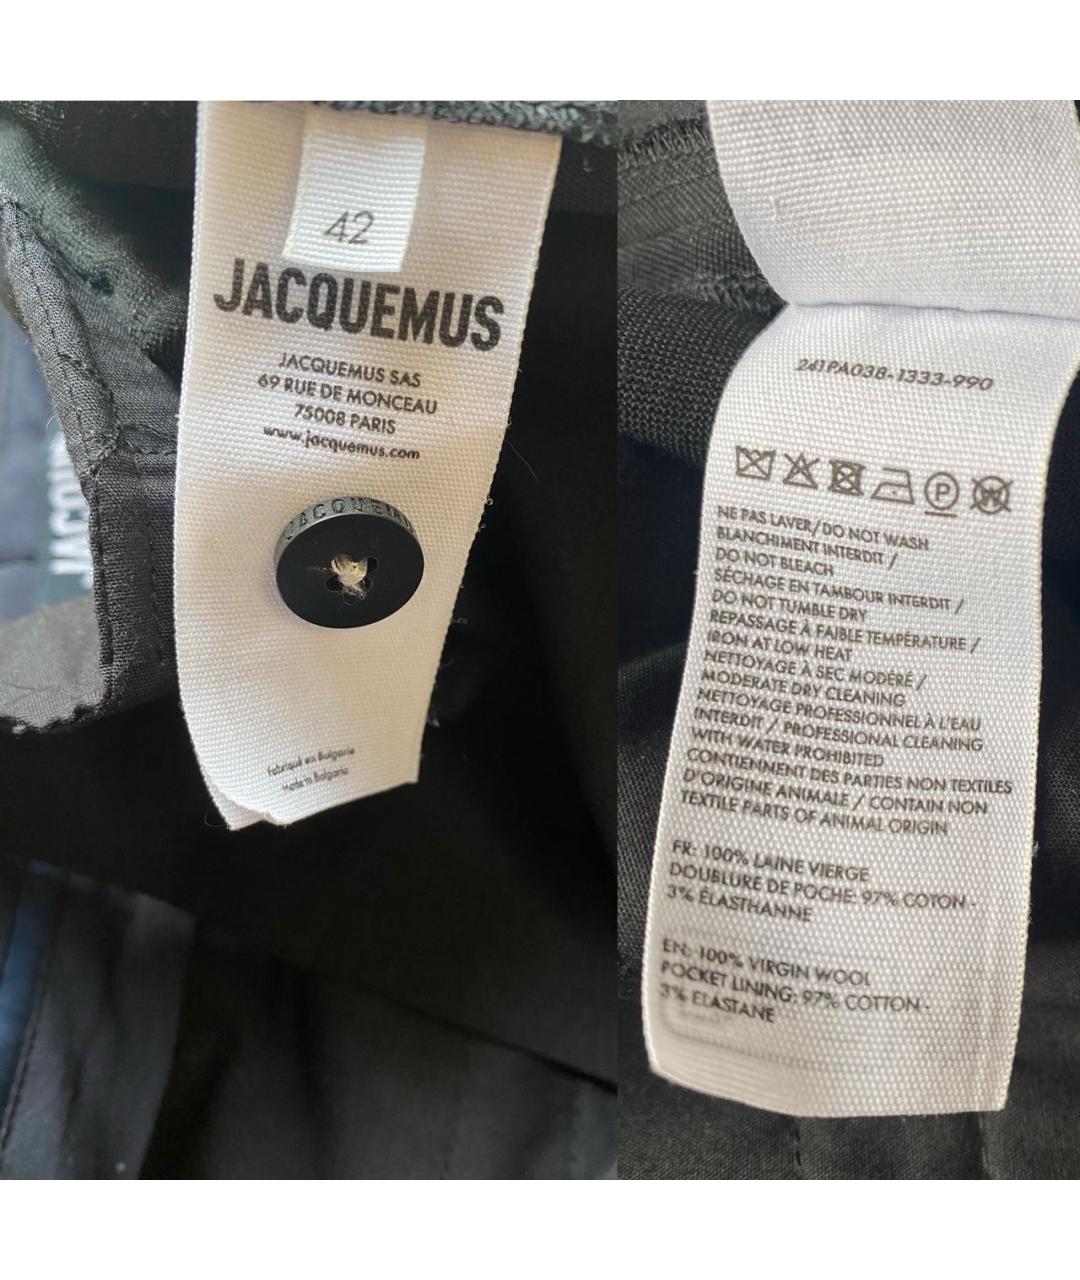 42
JACQUEMUS
JACQUEMUS SAS
69 RUE DE MONCEAU
75008 PARIS
www.jacquemus.com
JACQUEMU
Fabriqué en Bulgarie
Made in Bulgaria
241PA038-1333-990
NE PAS LAVER/DO NOT WASH
BLANCHIMENT INTERDIT /
DO NOT BLEACH
SÉCHAGE EN TAMBOUR INTERDIT /
DO NOT TUMBLE DRY
REPASSAGE À FAIBLE TEMPÉRATURE /
IRON AT LOW HEAT
NETTOYAGE À SEC MODÉRÉ /
MODERATE DRY CLEANING
NETTOYAGE PROFESSIONNEL À L'EAU
INTERDIT / PROFESSIONAL CLEANING
WITH WATER PROHIBITED
CONTIENNENT DES PARTIES NON TEXTILES
D'ORIGINE ANIMALE / CONTAIN NON
TEXTILE PARTS OF ANIMAL ORIGIN
FR: 100% LAINE VIERGE
DOUBLURE DE POCHE: 97% COTON -
3% ÉLASTHANNE
EN: 100% VIRGIN WOOL
POCKET LINING: 97% COTTON -
3% ELASTANE